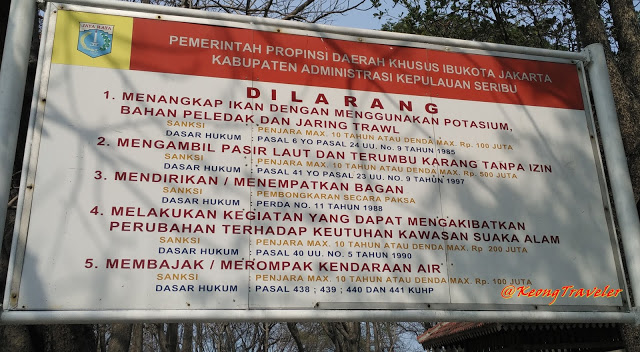 JAYA RAYA
PEMERINTAH PROPINSI DAERAH KHUSUS IBUKOTA JAKARTA
KABUPATEN ADMINISTRASI KEPULAUAN SERIBU
DILARANG
1. MENANGKAP IKAN DENGAN MENGGUNAKAN POTASIUM,
BAHAN PELEDAK DAN JARING TRAWL
SANKSI : PENJARA MAX. 10 TAHUN ATAU DENDA MAX. Rp. 100 JUTA
DASAR HUKUM : PASAL 6 YO PASAL 24 UU. No. 9 TAHUN 1985
2. MENGAMBIL PASIR LAUT DAN TERUMBU KARANG TANPA IZIN
SANKSI : PENJARA MAX. 10 TAHUN ATAU DENDA MAX. Rp. 500 JUTA
DASAR HUKUM : PASAL 41 YO PASAL 23 UU. NO. 9 TAHUN 1997
3. MENDIRIKAN / MENEMPATKAN BAGAN
SANKSI : PEMBONGKARAN SECARA PAKSA
DASAR HUKUM : PERDA NO. 11 TAHUN 1988
4. MELAKUKAN KEGIATAN YANG DAPAT MENGAKIBATKAN
PERUBAHAN TERHADAP KEUTUHAN KAWASAN SUAKA ALAM
SANKSI : PENJARA MAX. 10 TAHUN ATAU DENDA MAX. Rp. 200 JUTA
DASAR HUKUM : PASAL 40 UU. NO. 5 TAHUN 1990
5. MEMBAJAK / MEROMPAK KENDARAAN AIR
SANKSI : PENJARA MAX. 10 TAHUN ATAU DENDA MAX. Rp. 100 JUTA
DASAR HUKUM : PASAL 438 ; 439 ; 440 DAN 441 KUHP
@KeongTraveler